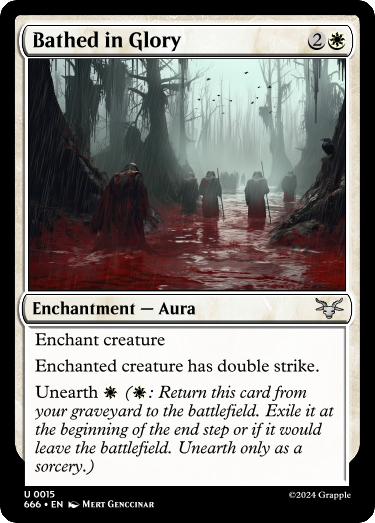 Bathed in Glory 2
Enchantment — Aura
Enchant creature
Enchanted creature has double strike.
Unearth (: Return this card from
your graveyard to the battlefield. Exile it at
the beginning of the end step or if it would
leave the battlefield. Unearth only as a
sorcery.)
U 0015
666 • EN Mert Genccinar
©2024 Grapple